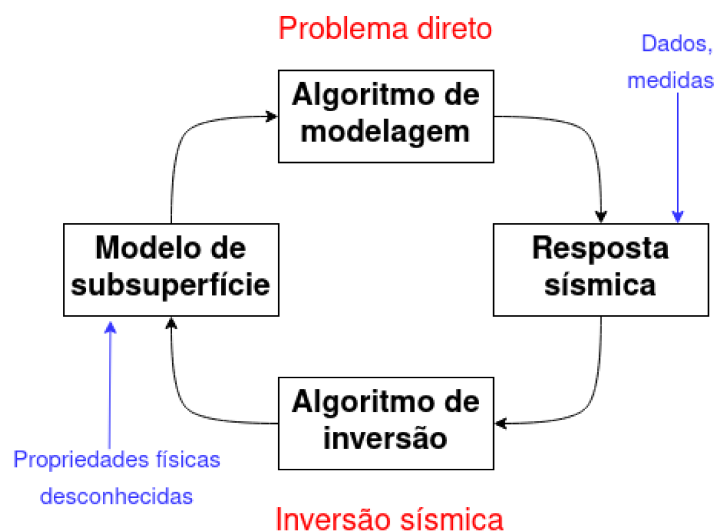 Problema direto
Dados,
medidas
Algoritmo de
modelagem
Modelo de
subsuperfície
Resposta
sísmica
Algoritmo de
inversão
Propriedades físicas
desconhecidas
Inversão sísmica